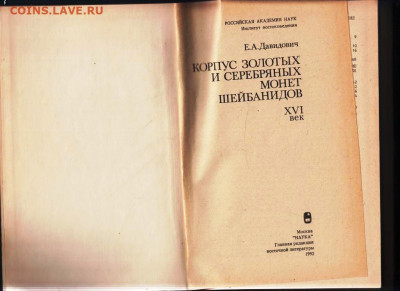 COINS.LAVE.RU
РОССИЙСКАЯ АКАДЕМИЯ НАУК
Институт востоковедения
Е.А.Давидович
КОРПУС ЗОЛОТЫХ
И СЕРЕБРЯНЫХ
МОНЕТ
ШЕЙБАНИДОВ
XVI
век
Москва
"НАУКА"
Главная редакция
восточной литературы
1992